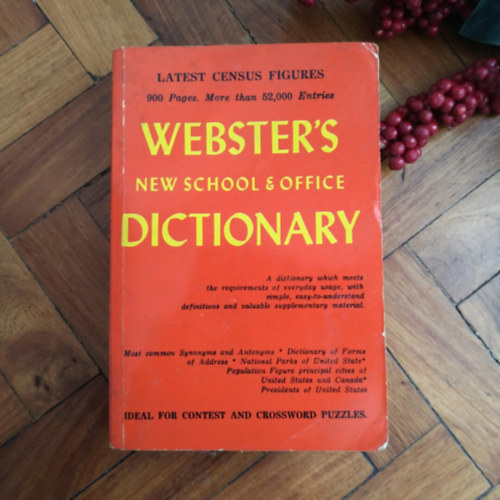 LATEST CENSUS FIGURES
900 Pages. More than 52,000 Entries
WEBSTER'S
NEW SCHOOL & OFFICE
DICTIONARY
A dictionary which meets
the requirements of everyday usage, with
simple, easy-to-understand
definitions and valuable supplementary material.
Most common Synonyms and Antonyms * Dictionary of Forms
of Address * National Parks of United State*
Population Figure principal cities of
United States and Canada*
Presidents of United States
IDEAL FOR CONTEST AND CROSSWORD PUZZLES.